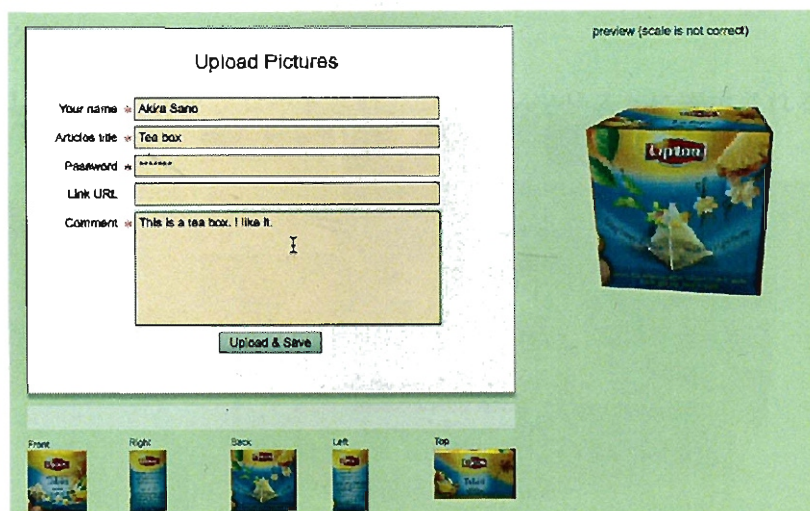 preview (scale is not correct)
Upload Pictures
Your name * Akira Sano
Articles title * Tea box
Password * *******
Link URL
Comment * This is a tea box. I like it.
Upload & Save
Lipton
Front
Right
Back
Left
Top